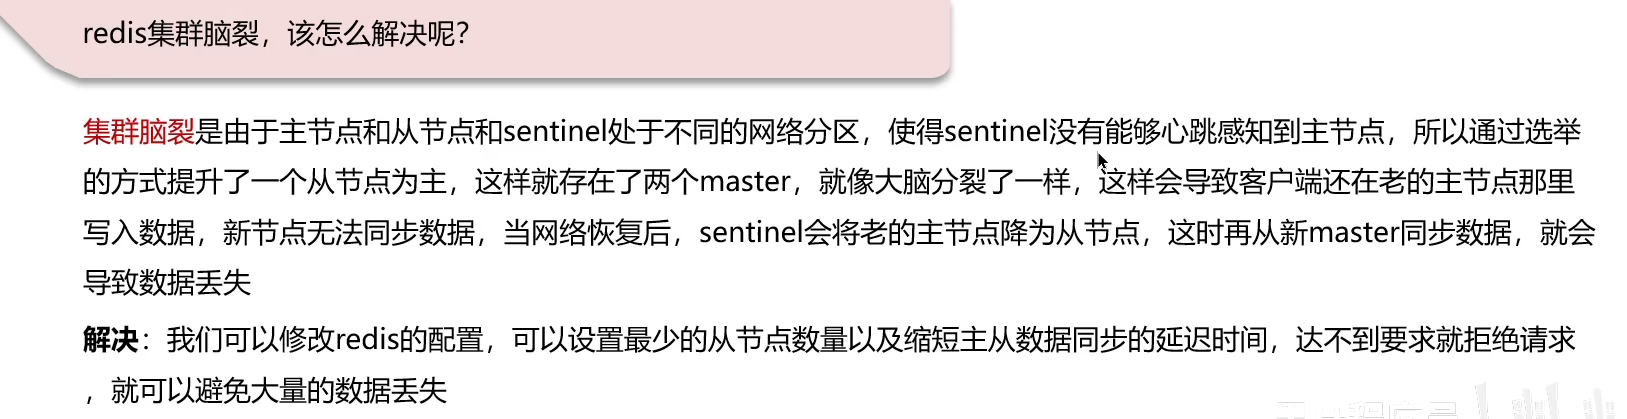 redis集群脑裂，该怎么解决呢？
集群脑裂是由于主节点和从节点和sentinel处于不同的网络分区，使得sentinel没有能够心跳感知到主节点，所以通过选举
的方式提升了一个从节点为主，这样就存在了两个master，就像大脑分裂了一样，这样会导致客户端还在老的主节点那里
写入数据，新节点无法同步数据，当网络恢复后，sentinel会将老的主节点降为从节点，这时再从新master同步数据，就会
导致数据丢失
解决：我们可以修改redis的配置，可以设置最少的从节点数量以及缩短主从数据同步的延迟时间，达不到要求就拒绝请求
，就可以避免大量的数据丢失